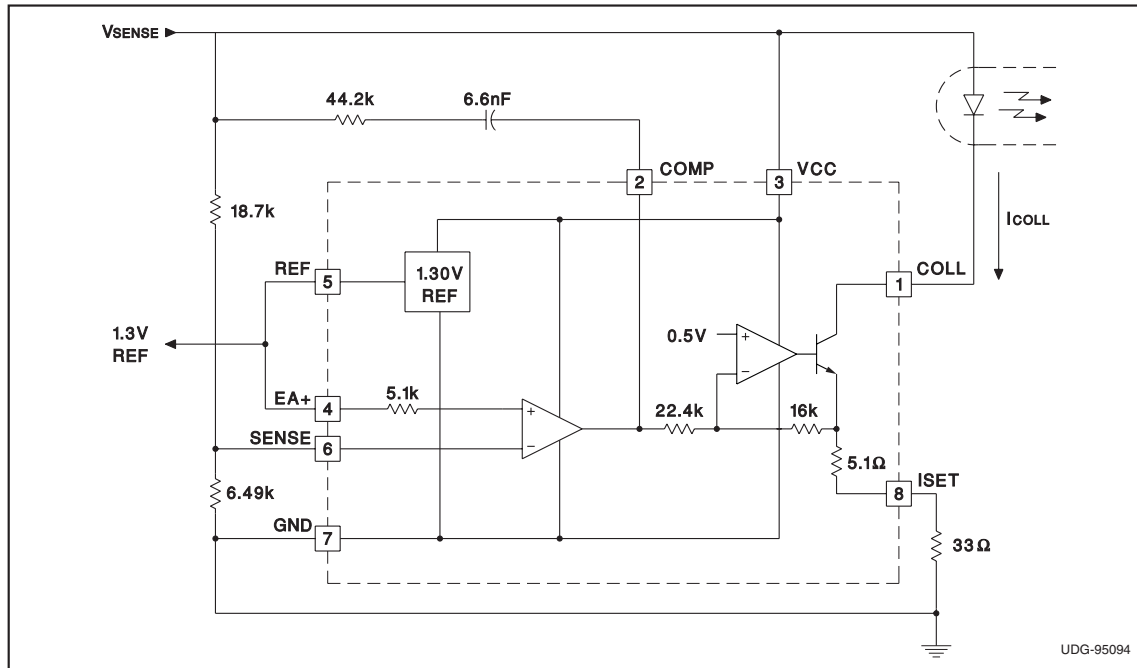 VSENSE
44.2k
6.6nF
COMP
VCC
2
3
18.7k
ICOLL
REF
5
1.30V
REF
COLL
1
1.3V
REF
0.5V
+
−
EA+
4
5.1k
+
−
22.4k
16k
SENSE
6
5.1Ω
ISET
8
6.49k
GND
7
33Ω
UDG-95094